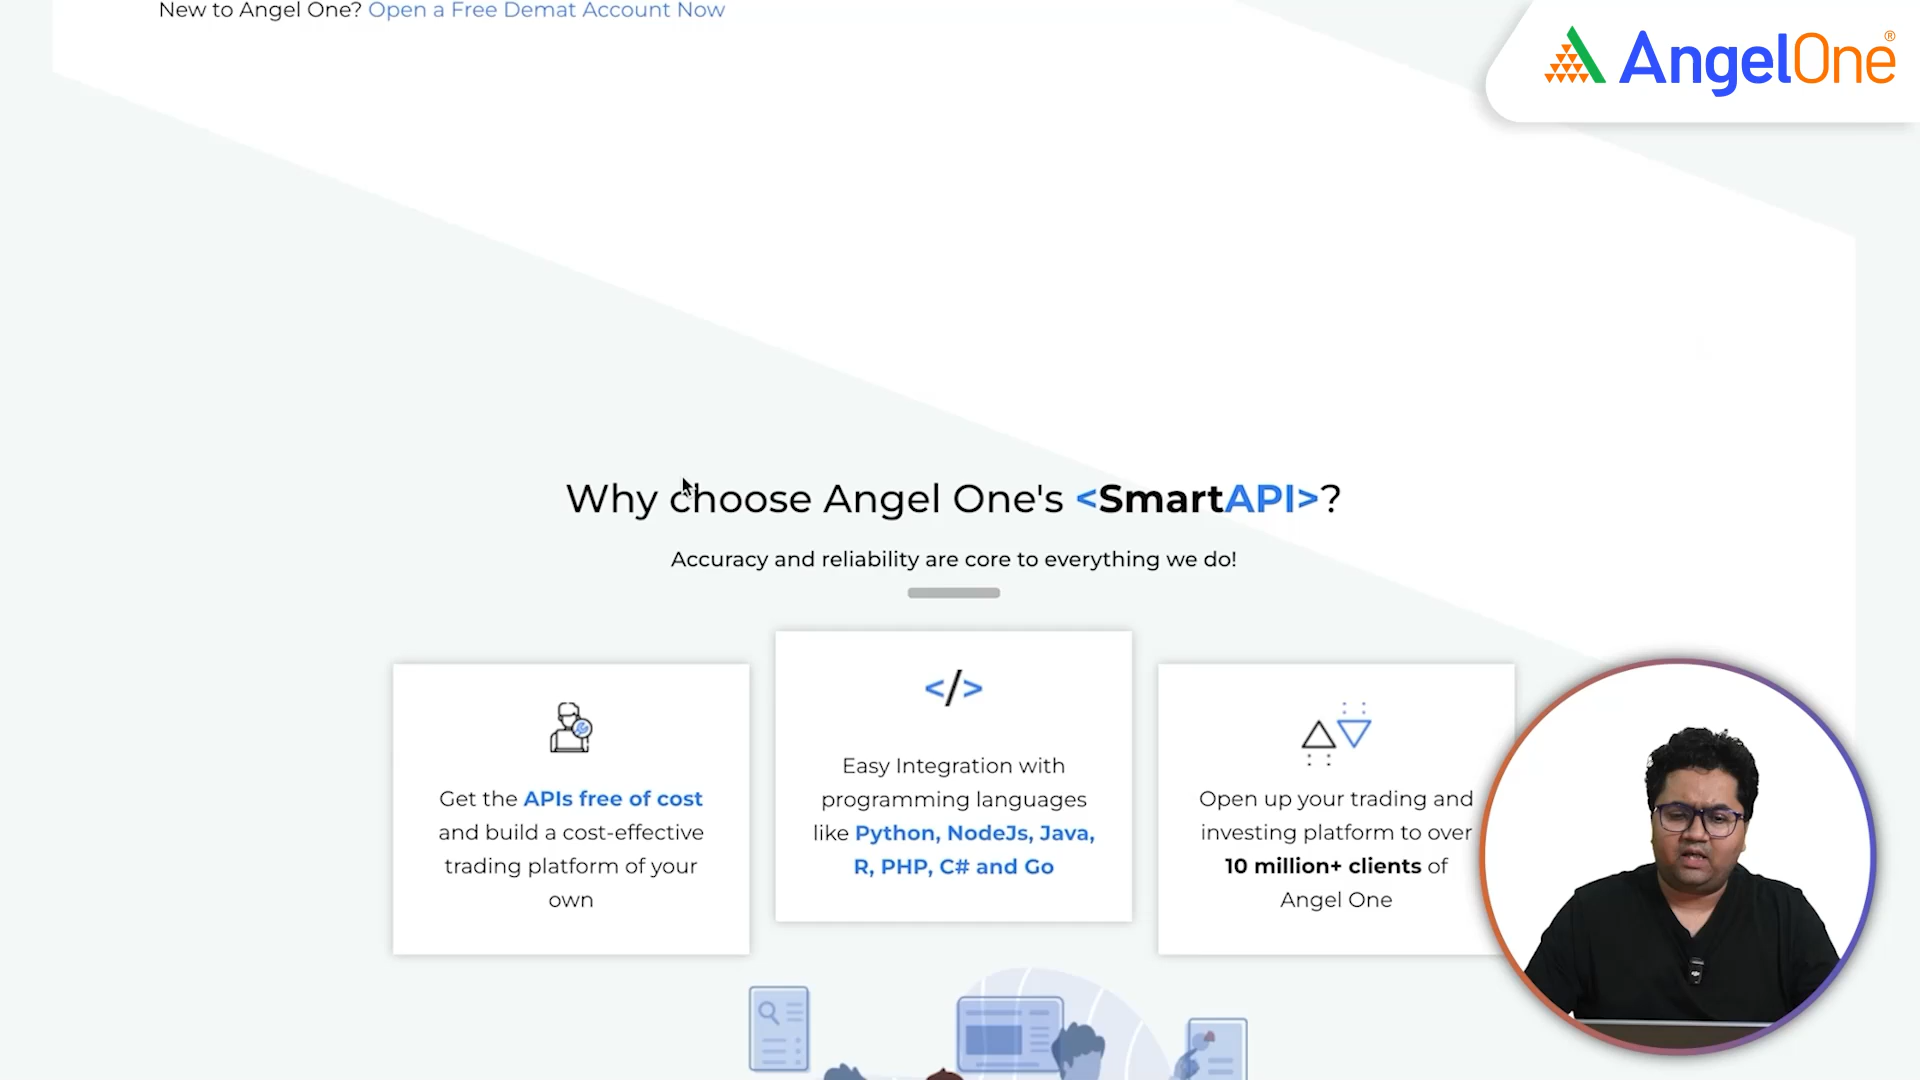 New to Angel One? Open a Free Demat Account Now
AngelOne®
Why choose Angel One's <SmartAPI>?
Accuracy and reliability are core to everything we do!
</>
Get the APIs free of cost
and build a cost-effective
trading platform of your
own
Easy Integration with
programming languages
like Python, NodeJs, Java,
R, PHP, C# and Go
Open up your trading and
investing platform to over
10 million+ clients of
Angel One